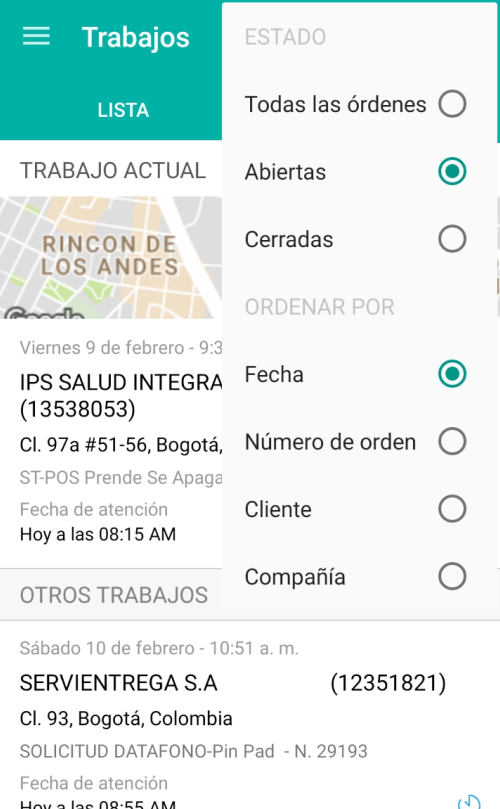 Trabajos
LISTA
TRABAJO ACTUAL
RINCON DE
LOS ANDES
Google
Viernes 9 de febrero - 9:3
IPS SALUD INTEGRA
(13538053)
Cl. 97a #51-56, Bogotá,
ST-POS Prende Se Apaga
Fecha de atención
Hoy a las 08:15 AM
OTROS TRABAJOS
Sábado 10 de febrero - 10:51 a. m.
SERVIENTREGA S.A (12351821)
Cl. 93, Bogotá, Colombia
SOLICITUD DATAFONO-Pin Pad - N. 29193
Fecha de atención
Hoy a las 08:55 AM
ESTADO
Todas las órdenes
Abiertas
Cerradas
ORDENAR POR
Fecha
Número de orden
Cliente
Compañía